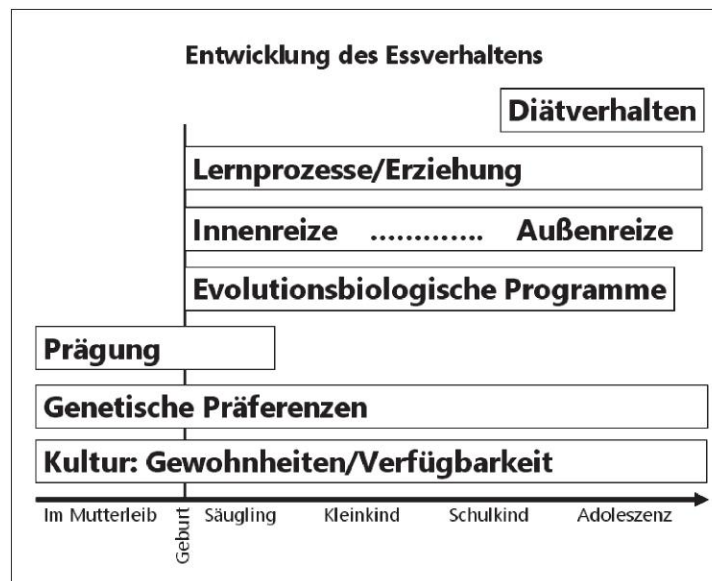 Entwicklung des Essverhaltens
Diätverhalten
Lernprozesse/Erziehung
Innenreize ............. Außenreize
Evolutionsbiologische Programme
Prägung
Genetische Präferenzen
Kultur: Gewohnheiten/Verfügbarkeit
Im Mutterleib Geburt Säugling Kleinkind Schulkind Adoleszenz